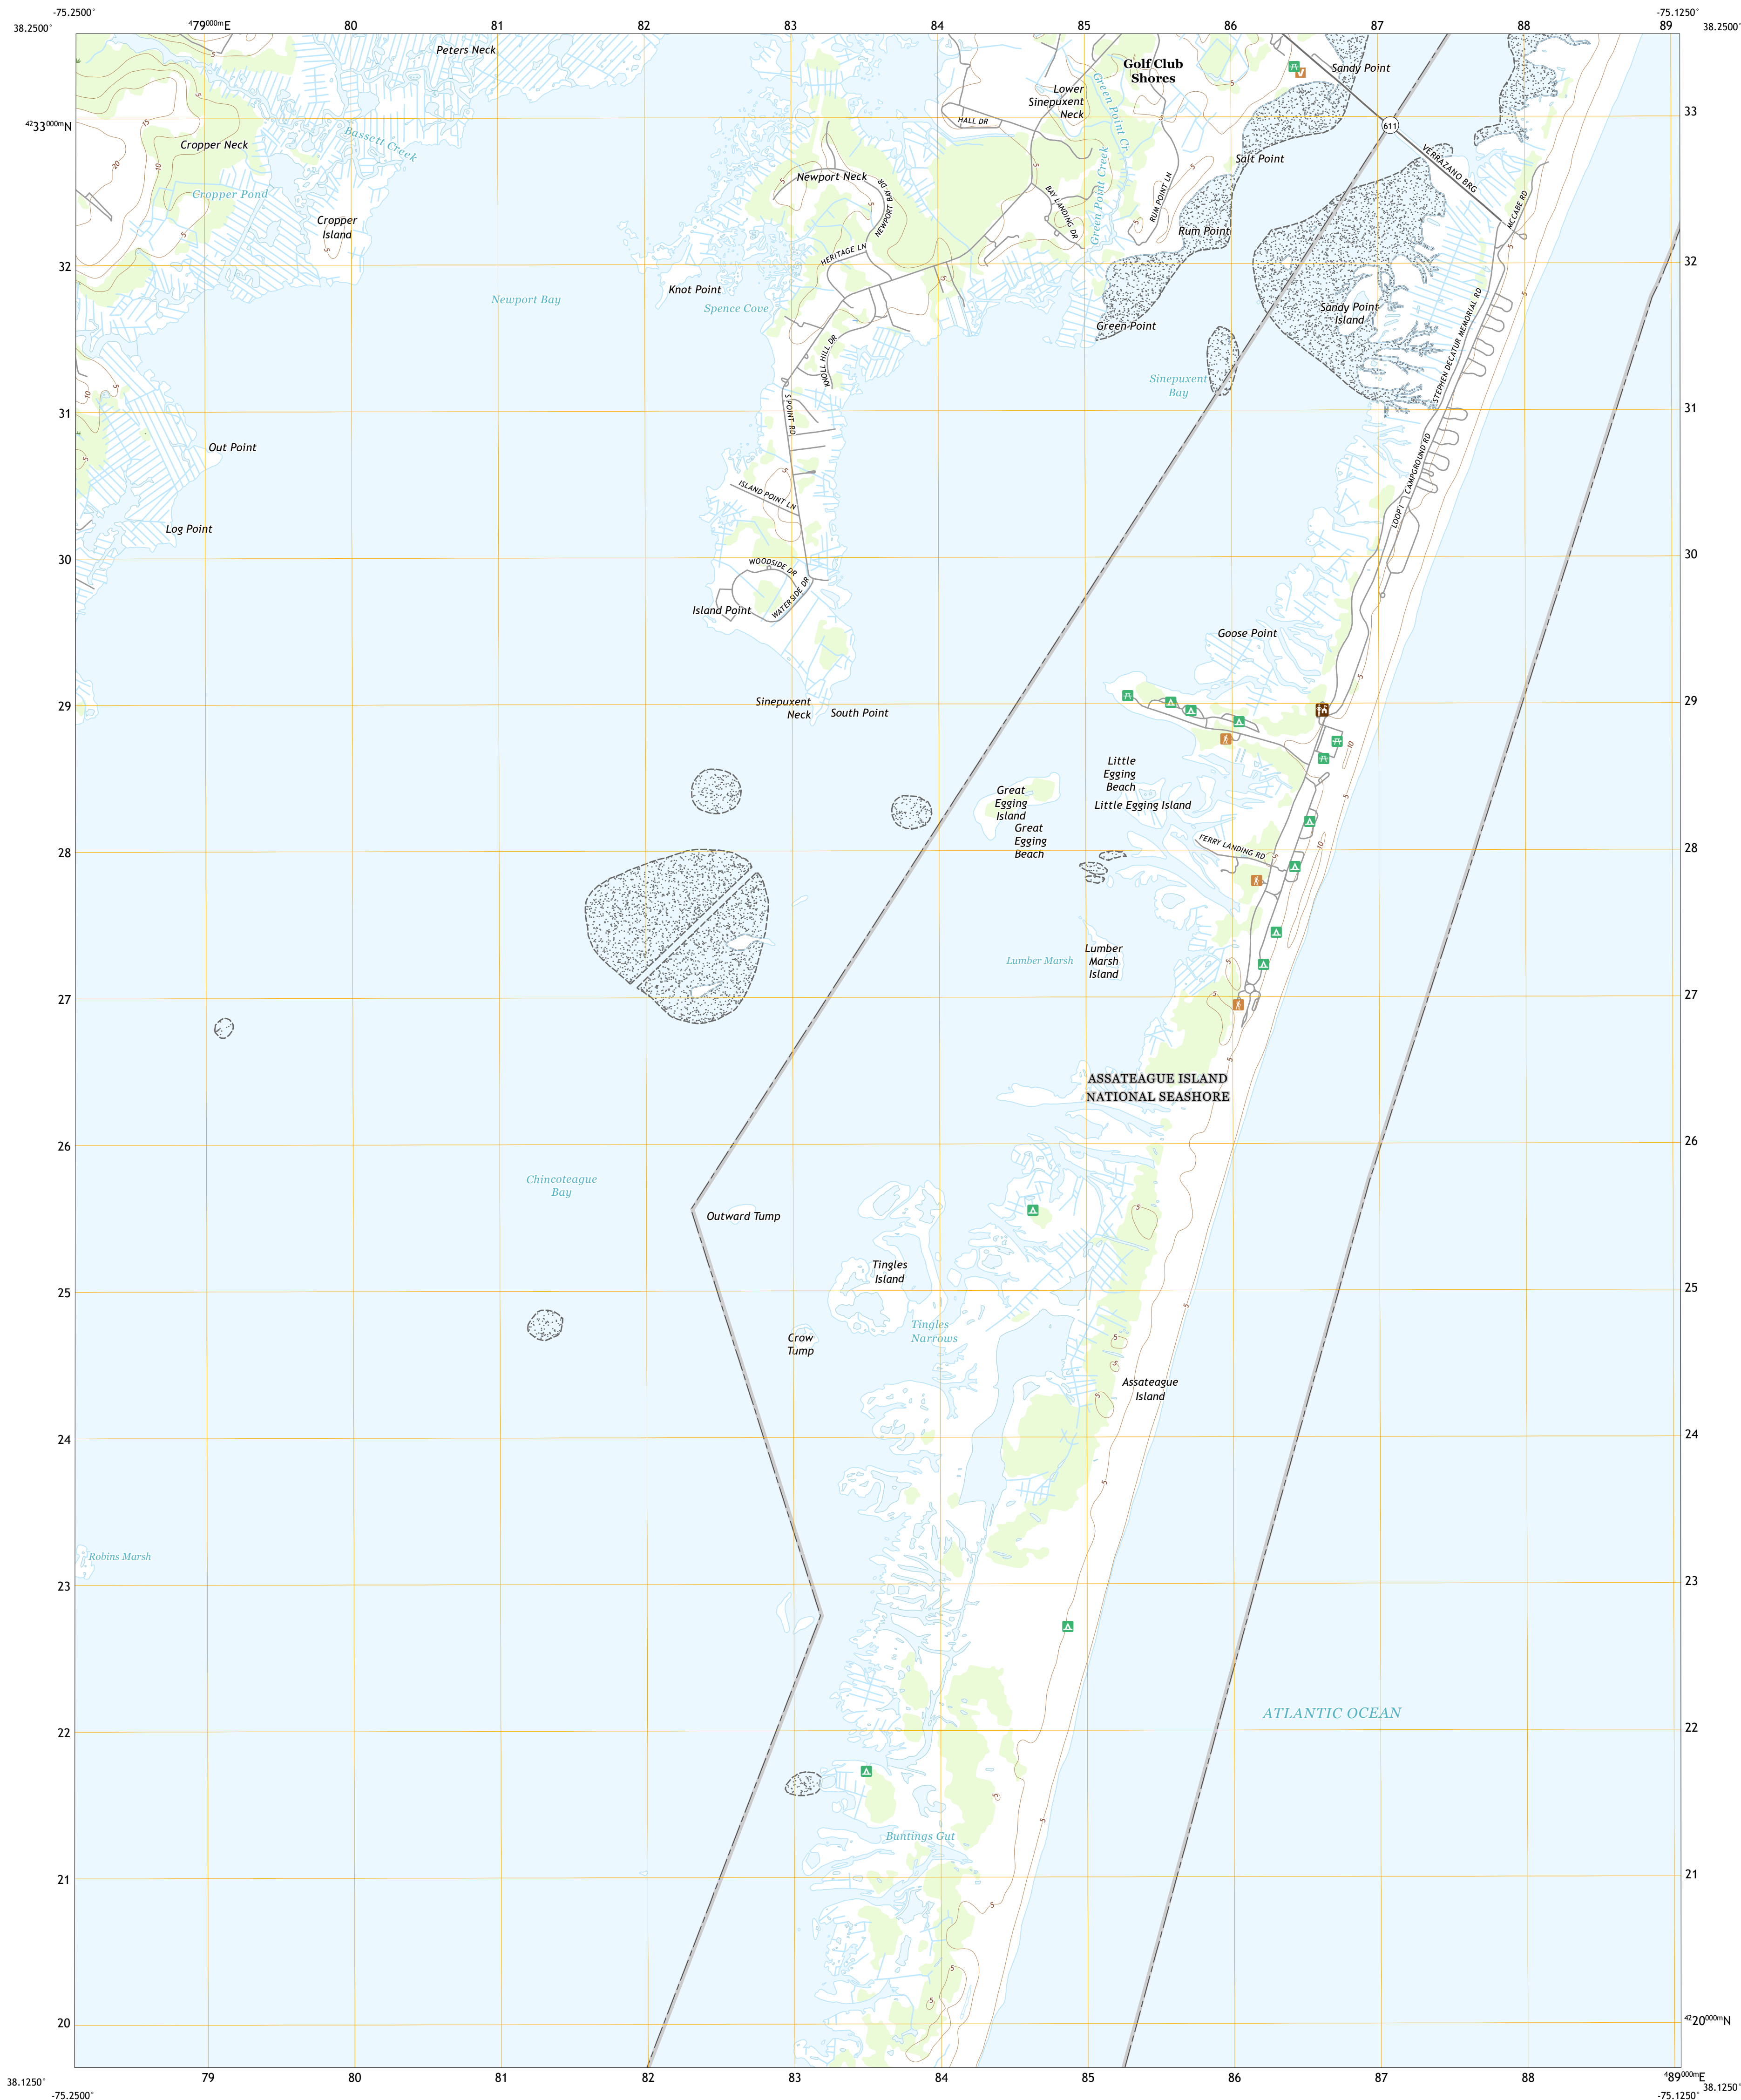 -75.2500°
-75.1250°
38.2500°
479000mE
80
81
82
83
84
85
86
87
88
89
38.2500°
Peters Neck
Golf Club
Shores
Sandy Point
Lower
Sinepuxent
Neck
Green Point Cr
4233000mN
33
HALL DR
611
Bassett Creek
Cropper Neck
VERRAZANO BRG
Salt Point
Newport Neck
Cropper Pond
NEWPORT BAY DR
BAY LANDING DR
RUM POINT LN
MCCABE RD
Green Point Creek
Cropper
Island
Rum Point
HERITAGE LN
32
32
Knot Point
Newport Bay
Spence Cove
Sandy Point
Island
Green Point
STEPHEN DECATUR MEMORIAL RD
KNOLL HILL DR
Sinepuxent
Bay
S POINT RD
31
31
Out Point
CAMPGROUND RD
ISLAND POINT LN
LOOP I
Log Point
30
30
WOODSIDE DR
WATERSIDE DR
Island Point
Goose Point
Sinepuxent
Neck
South Point
29
29
Little
Egging
Beach
Great
Egging
Island
Little Egging Island
Great
Egging
Beach
FERRY LANDING RD
28
28
Lumber
Marsh
Island
Lumber Marsh
27
27
ASSATEAGUE ISLAND
NATIONAL SEASHORE
26
26
Chincoteague
Bay
Outward Tump
Tingles
Island
25
25
Tingles
Narrows
Crow
Tump
Assateague
Island
24
24
Robins Marsh
23
23
ATLANTIC OCEAN
22
22
Buntings Gut
21
21
20
4220000mN
38.1250°
79
80
81
82
83
84
85
86
87
88
489000mE
38.1250°
-75.2500°
-75.1250°